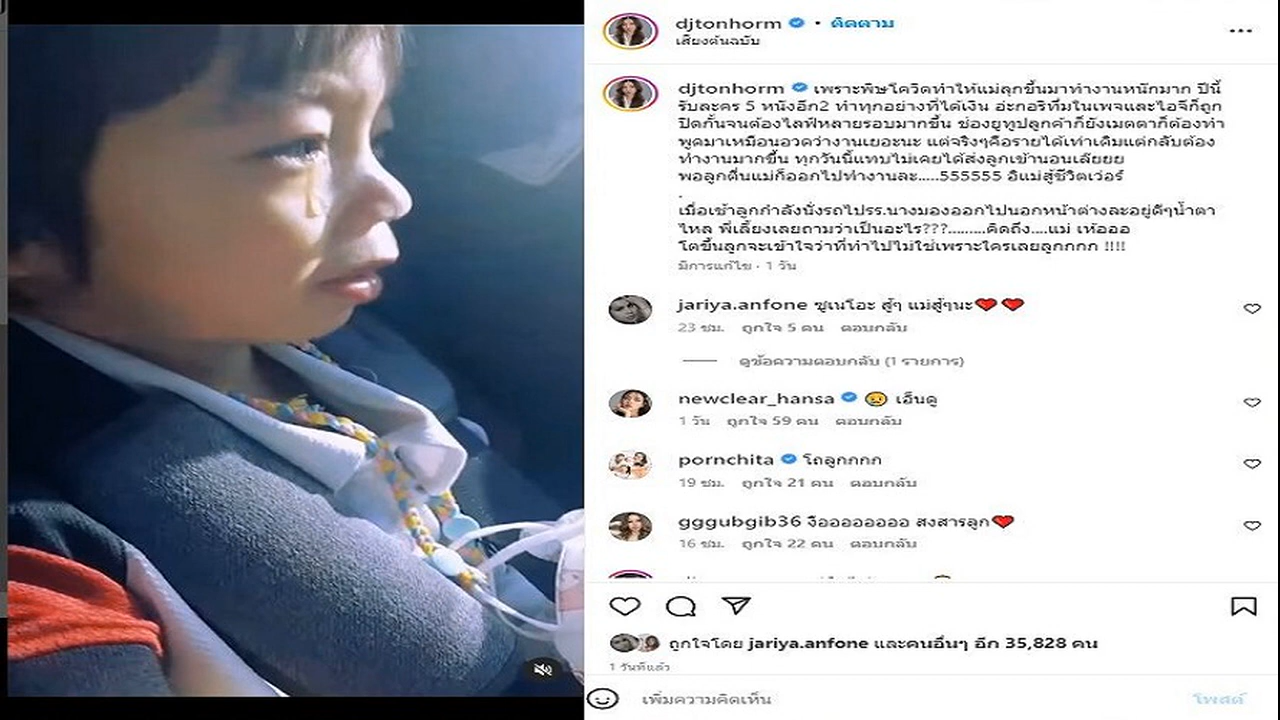 djtonhorm • ติดตาม
เสียงต้นฉบับ
djtonhorm เพราะพิษโควิดทำให้แม่ลุกขึ้นมาทำงานหนักมาก ปีนี้
รับละคร 5 หนังอีก2 ทำทุกอย่างที่ได้เงิน อะกอริทึมในเพจและไอจีก็ถูก
ปิดกั้นจนต้องไลฟ์หลายรอบมากขึ้น ช่องยูทูปลูกค้าก็ยังเมตตาก็ต้องทำ
พูดมาเหมือนอวดว่างานเยอะนะ แต่จริงๆคือรายได้เท่าเดิมแต่กลับต้อง
ทำงานมากขึ้น ทุกวันนี้แทบไม่เคยได้ส่งลูกเข้านอนเลยยย
พอลูกตื่นแม่ก็ออกไปทำงานละ.....555555 อิแม่สู้ชีวิตเว่อร์
.
เมื่อเช้าลูกกำลังนั่งรถไปรร.นางมองออกไปนอกหน้าต่างละอยู่ดีๆน้ำตา
ไหล พี่เลี้ยงเลยถามว่าเป็นอะไร???.........คิดถึง....แม่ เห้อออ
โตขึ้นลูกจะเข้าใจว่าที่ทำไปไม่ใช่เพราะใครเลยลูกกกก !!!!
มีการแก้ไข · 1 วัน
jariya.anfone ซูเนโอะ สู้ๆ แม่สู้ๆนะ❤️❤️
23 ชม. ถูกใจ 5 คน ตอบกลับ
ดูข้อความตอบกลับ (1 รายการ)
newclear_hansa 😥 เอ็นดู
1 วัน ถูกใจ 59 คน ตอบกลับ
pornchita โถลูกกกก
19 ชม. ถูกใจ 21 คน ตอบกลับ
gggubgib36 งือออออออออ สงสารลูก❤️
16 ชม. ถูกใจ 22 คน ตอบกลับ
ถูกใจโดย jariya.anfone และคนอื่นๆ อีก 35,828 คน
1 วันที่แล้ว
เพิ่มความคิดเห็น
โพสต์